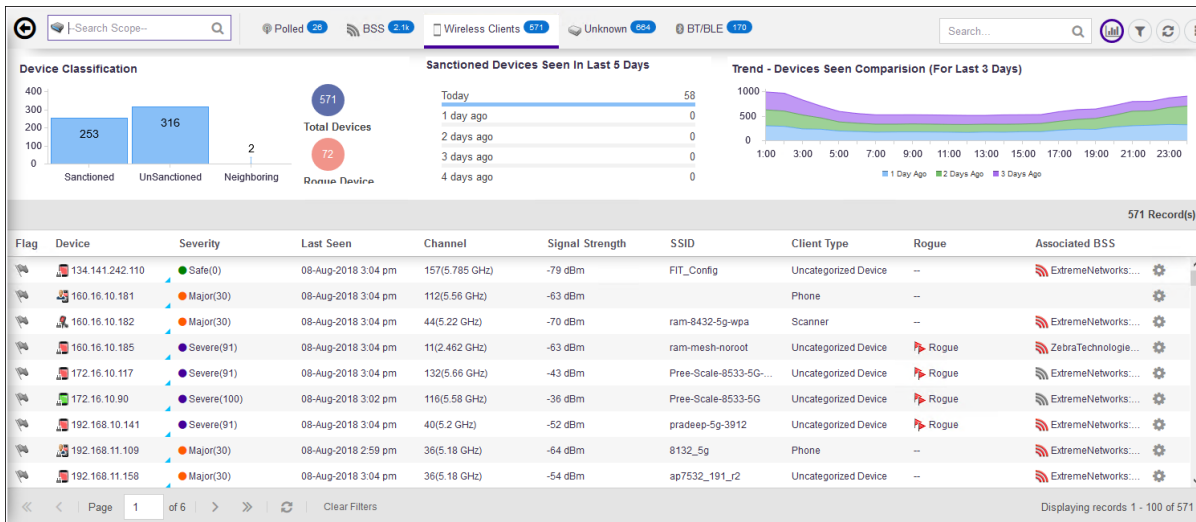 --Search Scope--
Polled 26 BSS 2.1k Wireless Clients 571 Unknown 664 BT/BLE 170
Search...
Device Classification
400
300
200
100
0
253 316 2
Sanctioned UnSanctioned Neighboring
571
Total Devices
72
Rogue Device
Sanctioned Devices Seen In Last 5 Days
Today 58
1 day ago 0
2 days ago 0
3 days ago 0
4 days ago 0
Trend - Devices Seen Comparision (For Last 3 Days)
1000
500
0
1:00 3:00 5:00 7:00 9:00 11:00 13:00 15:00 17:00 19:00 21:00 23:00
1 Day Ago 2 Days Ago 3 Days Ago
571 Record(s)
Flag Device Severity Last Seen Channel Signal Strength SSID Client Type Rogue Associated BSS
134.141.242.110 Safe(0) 08-Aug-2018 3:04 pm 157(5.785 GHz) -79 dBm FIT_Config Uncategorized Device -- ExtremeNetworks:...
160.16.10.181 Major(30) 08-Aug-2018 3:04 pm 112(5.56 GHz) -63 dBm Phone --
160.16.10.182 Major(30) 08-Aug-2018 3:04 pm 44(5.22 GHz) -70 dBm ram-8432-5g-wpa Scanner -- ExtremeNetworks:...
160.16.10.185 Severe(91) 08-Aug-2018 3:04 pm 11(2.462 GHz) -63 dBm ram-mesh-noroot Uncategorized Device Rogue ZebraTechnologie...
172.16.10.117 Severe(91) 08-Aug-2018 3:04 pm 132(5.66 GHz) -43 dBm Pree-Scale-8533-5G-... Uncategorized Device Rogue ExtremeNetworks:...
172.16.10.90 Severe(100) 08-Aug-2018 3:02 pm 116(5.58 GHz) -36 dBm Pree-Scale-8533-5G Uncategorized Device Rogue ExtremeNetworks:...
192.168.10.141 Severe(91) 08-Aug-2018 3:04 pm 40(5.2 GHz) -52 dBm pradeep-5g-3912 Uncategorized Device Rogue ExtremeNetworks:...
192.168.11.109 Major(30) 08-Aug-2018 2:59 pm 36(5.18 GHz) -64 dBm 8132_5g Phone -- ExtremeNetworks:...
192.168.11.158 Major(30) 08-Aug-2018 3:04 pm 36(5.18 GHz) -54 dBm ap7532_191_r2 Uncategorized Device -- ExtremeNetworks:...
Page 1 of 6 Clear Filters Displaying records 1 - 100 of 571